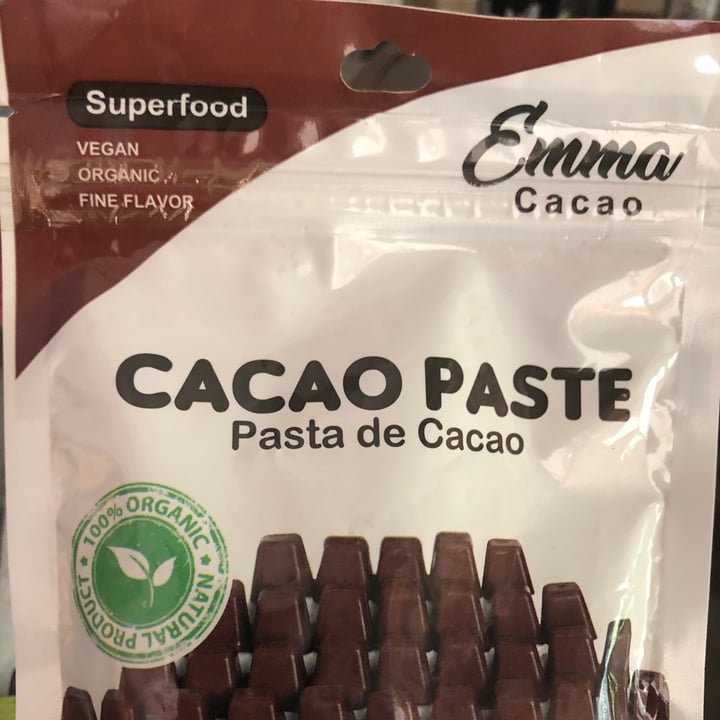 Superfood
VEGAN
ORGANIC
FINE FLAVOR
Emma
Cacao
CACAO PASTE
Pasta de Cacao
100% ORGANIC
NATURAL PRODUCT